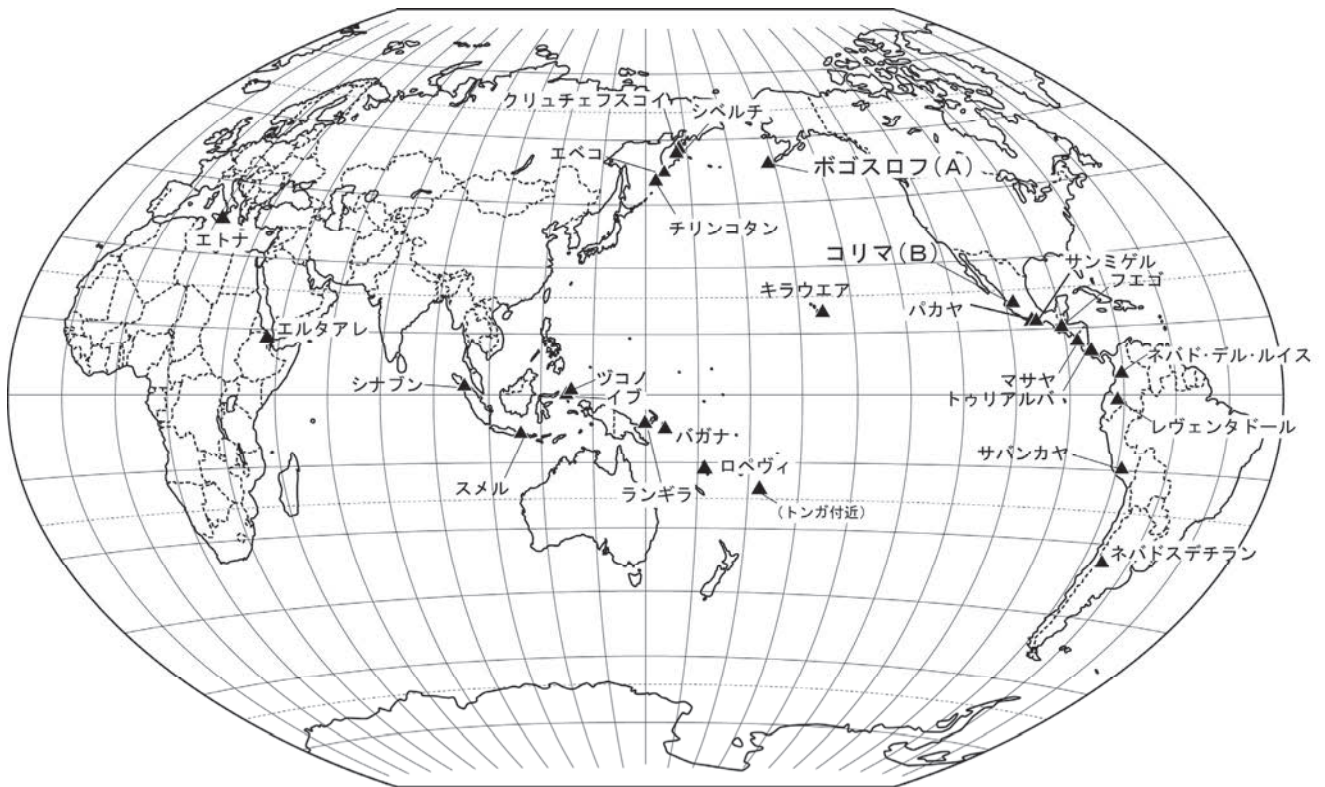 クリュチェフスコイ
シベルチ
エベコ
ボゴスロフ(A)
チリンコタン
エトナ
コリマ(B)
サンミゲル
フエゴ
キラウエア
パカヤ
エルタアレ
ネバド・デル・ルイス
シナブン
ヅコノ
イブ
マサヤ
トゥリアルバ
レヴェンタドール
バガナ
サバンカヤ
ロペヴィ
スメル
ランギラ
(トンガ付近)
ネバドスデチラン